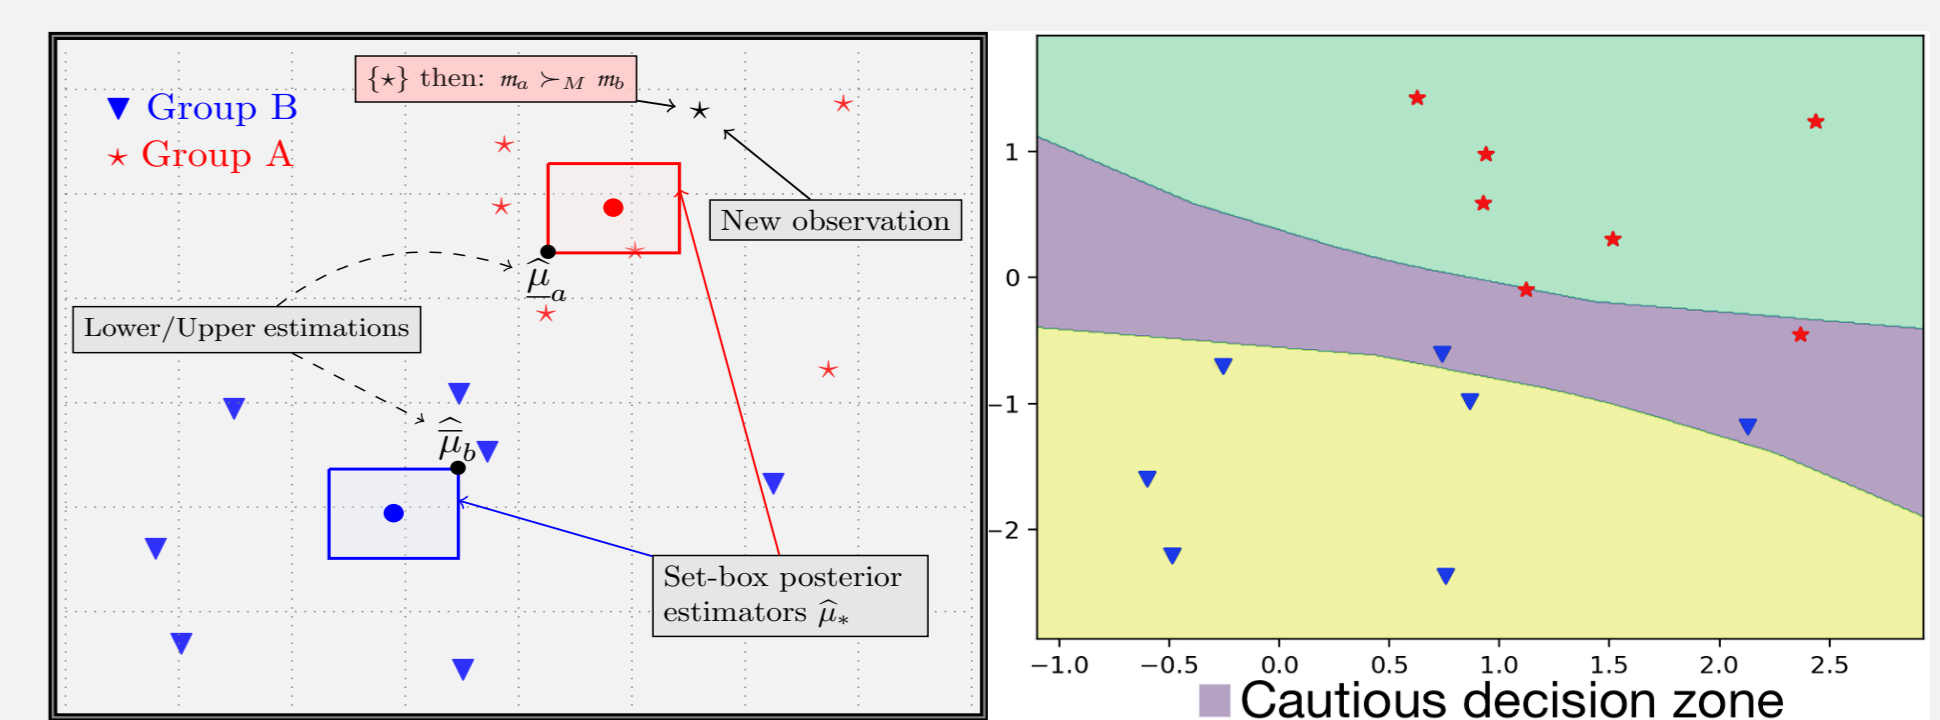 {⋆} then: m_a ≻_M m_b
▼ Group B
⋆ Group A
New observation
μ̲̂_a
Lower/Upper estimations
μ̅̂_b
Set-box posterior
estimators μ̂_*
1
0
−1
−2
−1.0 −0.5 0.0 0.5 1.0 1.5 2.0 2.5
Cautious decision zone